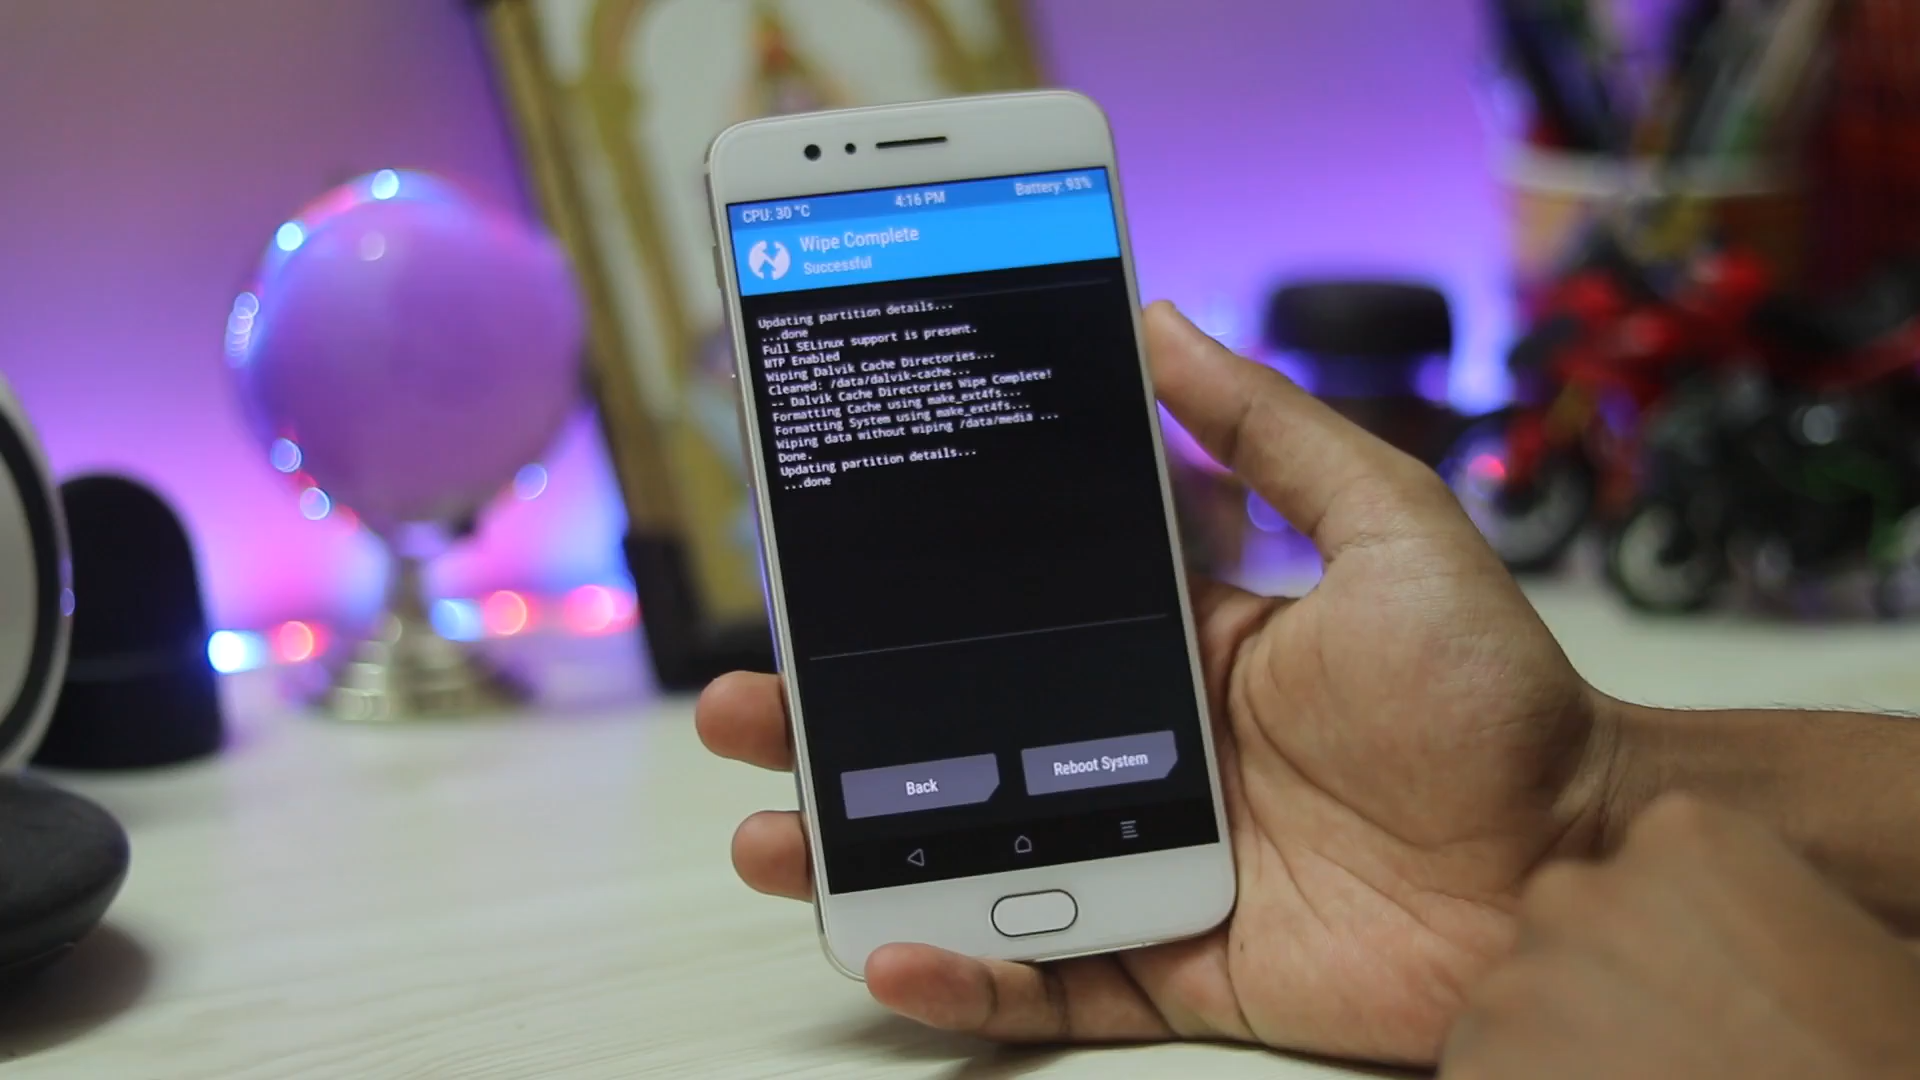 CPU: 30 °C 4:16 PM Battery: 93%
Wipe Complete
Successful
Updating partition details...
...done
Full SELinux support is present.
MTP Enabled
Wiping Dalvik Cache Directories...
Cleaned: /data/dalvik-cache...
-- Dalvik Cache Directories Wipe Complete!
Formatting Cache using make_ext4fs...
Formatting System using make_ext4fs...
Wiping data without wiping /data/media ...
Done.
Updating partition details...
...done
Back Reboot System